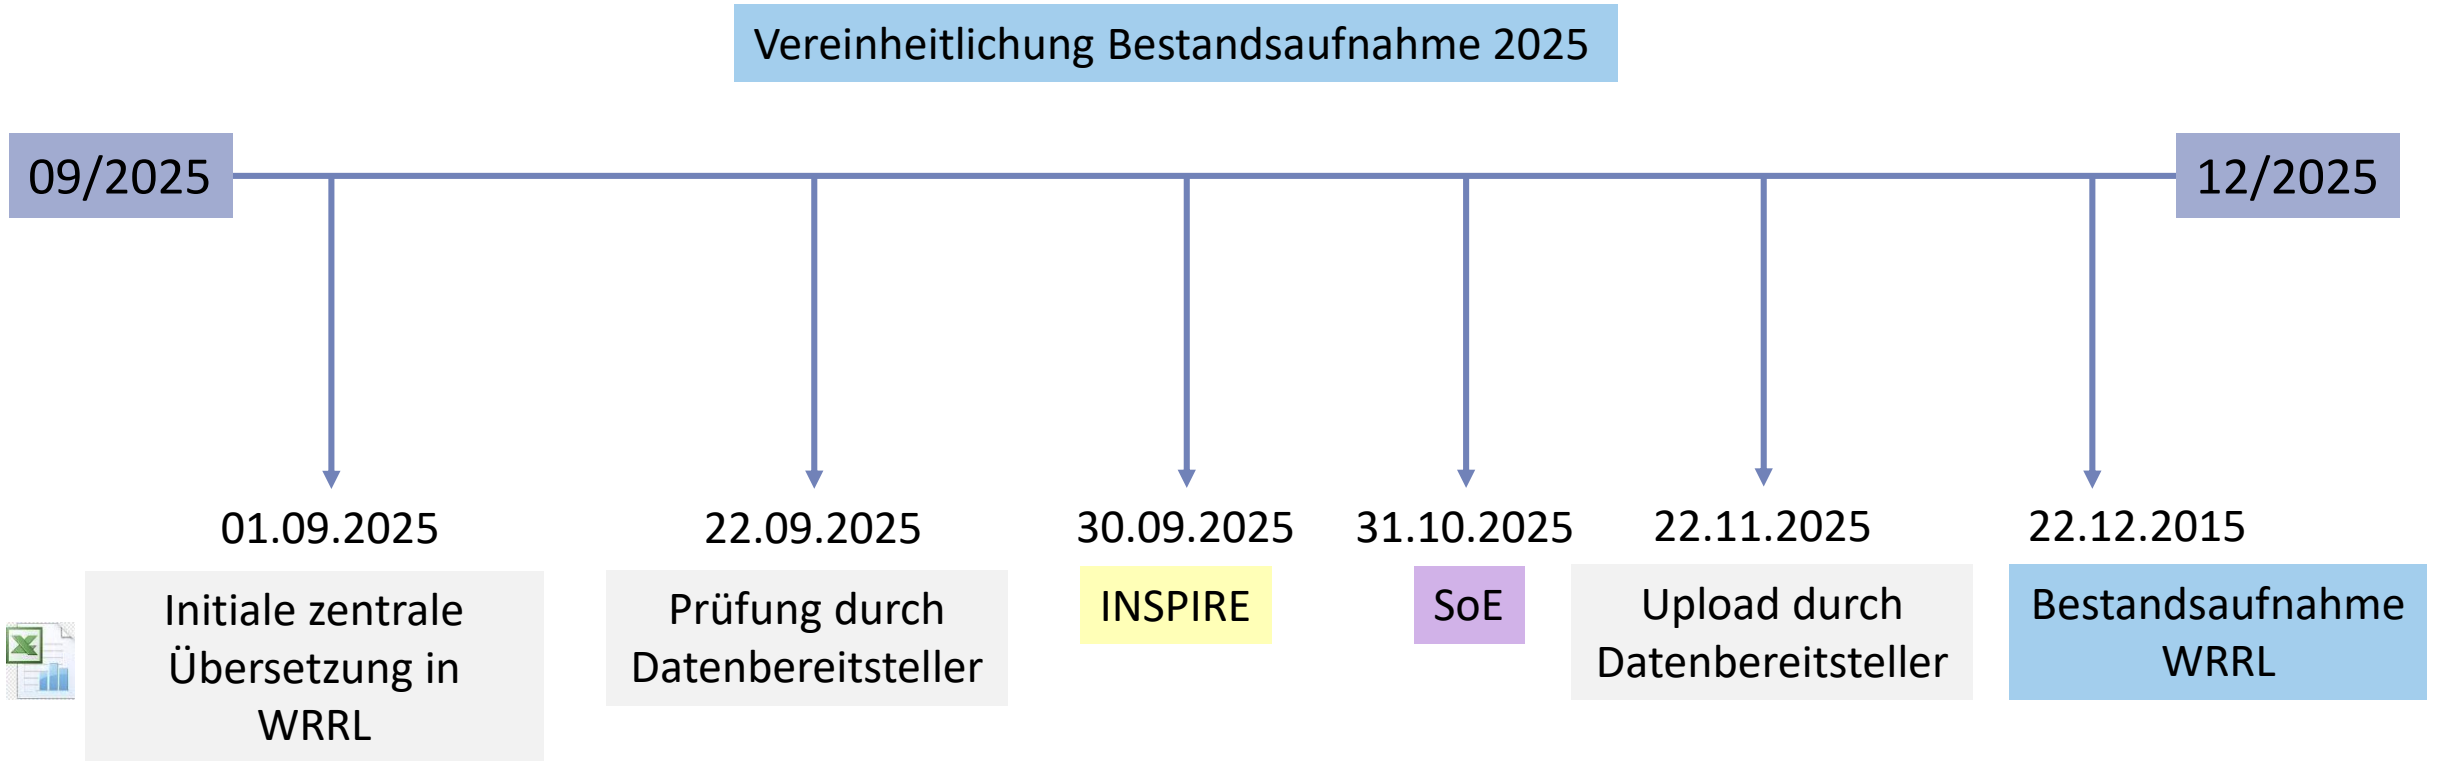 Vereinheitlichung Bestandsaufnahme 2025
09/2025
12/2025
01.09.2025
22.09.2025
30.09.2025
31.10.2025
22.11.2025
22.12.2015
Initiale zentrale
Übersetzung in
WRRL
Prüfung durch
Datenbereitsteller
INSPIRE
SoE
Upload durch
Datenbereitsteller
Bestandsaufnahme
WRRL